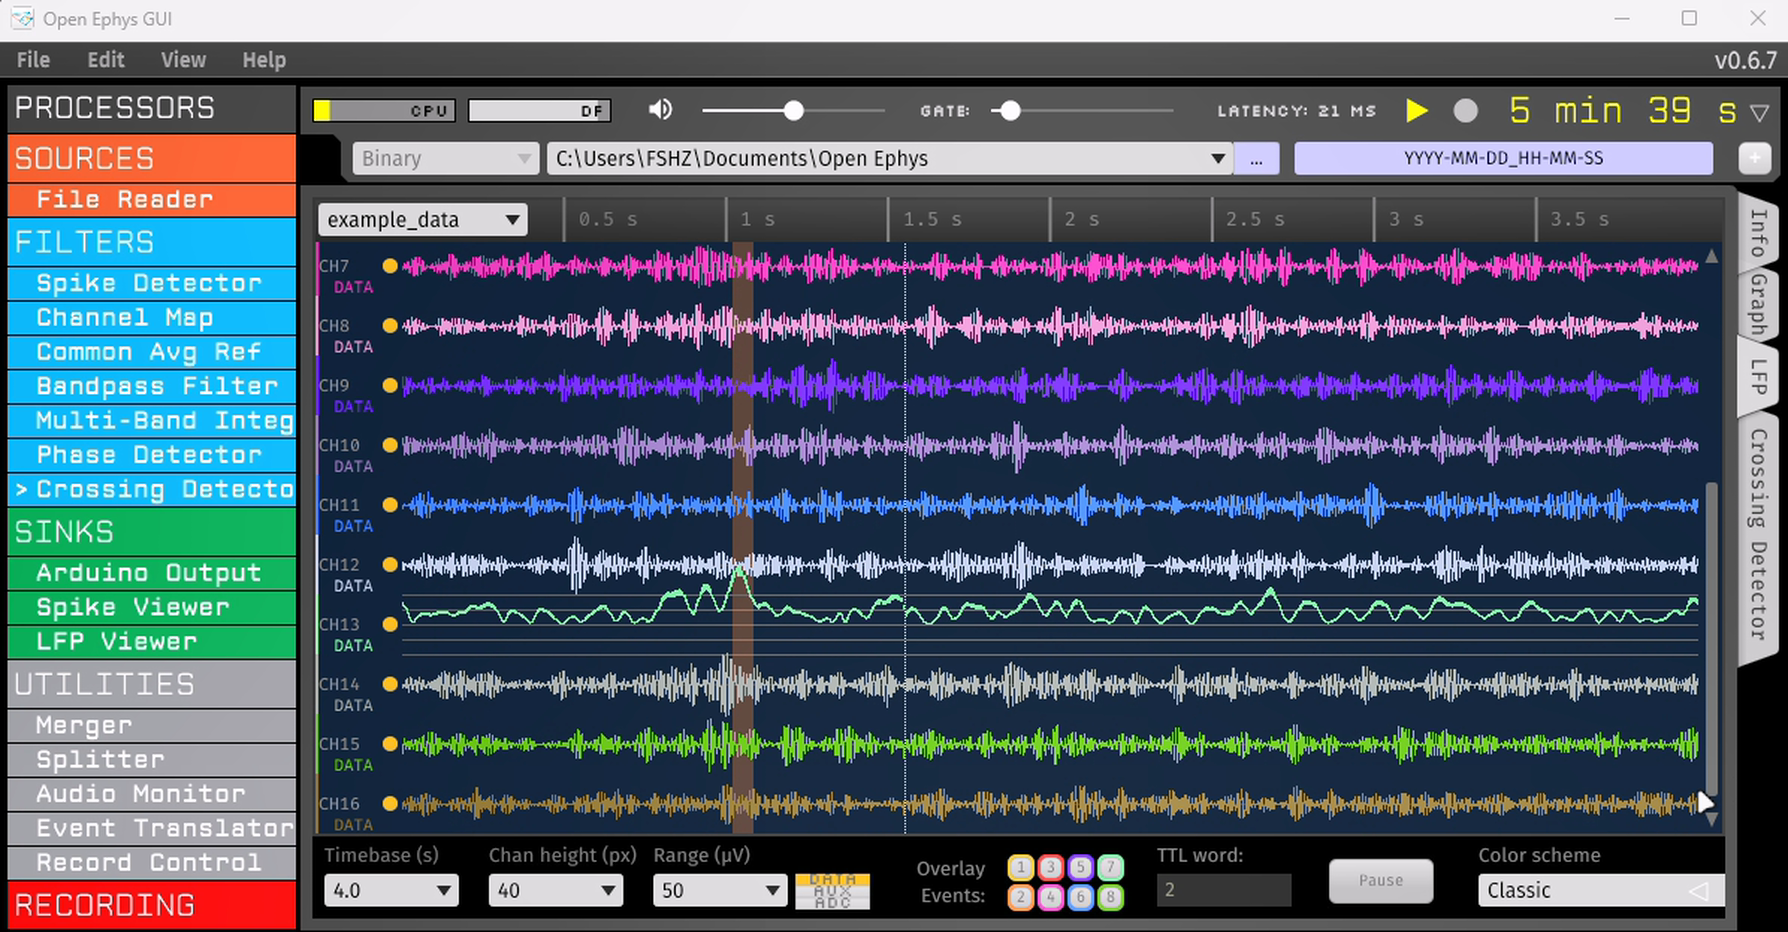 Open Ephys GUI
File Edit View Help v0.6.7
PROCESSORS
SOURCES
File Reader
FILTERS
Spike Detector
Channel Map
Common Avg Ref
Bandpass Filter
Multi-Band Integ
Phase Detector
> Crossing Detecto
SINKS
Arduino Output
Spike Viewer
LFP Viewer
UTILITIES
Merger
Splitter
Audio Monitor
Event Translator
Record Control
RECORDING
CPU DF GATE: LATENCY: 21 MS 5 min 39 s
Binary C:\Users\FSHZ\Documents\Open Ephys ... YYYY-MM-DD_HH-MM-SS +
example_data 0.5 s 1 s 1.5 s 2 s 2.5 s 3 s 3.5 s
CH7
DATA
CH8
DATA
CH9
DATA
CH10
DATA
CH11
DATA
CH12
DATA
CH13
DATA
CH14
DATA
CH15
DATA
CH16
DATA
Info
Graph
LFP
Crossing Detector
Timebase (s) Chan height (px) Range (µV)
4.0 40 50
DATA
AUX
ADC
Overlay
Events:
1 3 5 7
2 4 6 8
TTL word:
2
Pause
Color scheme
Classic